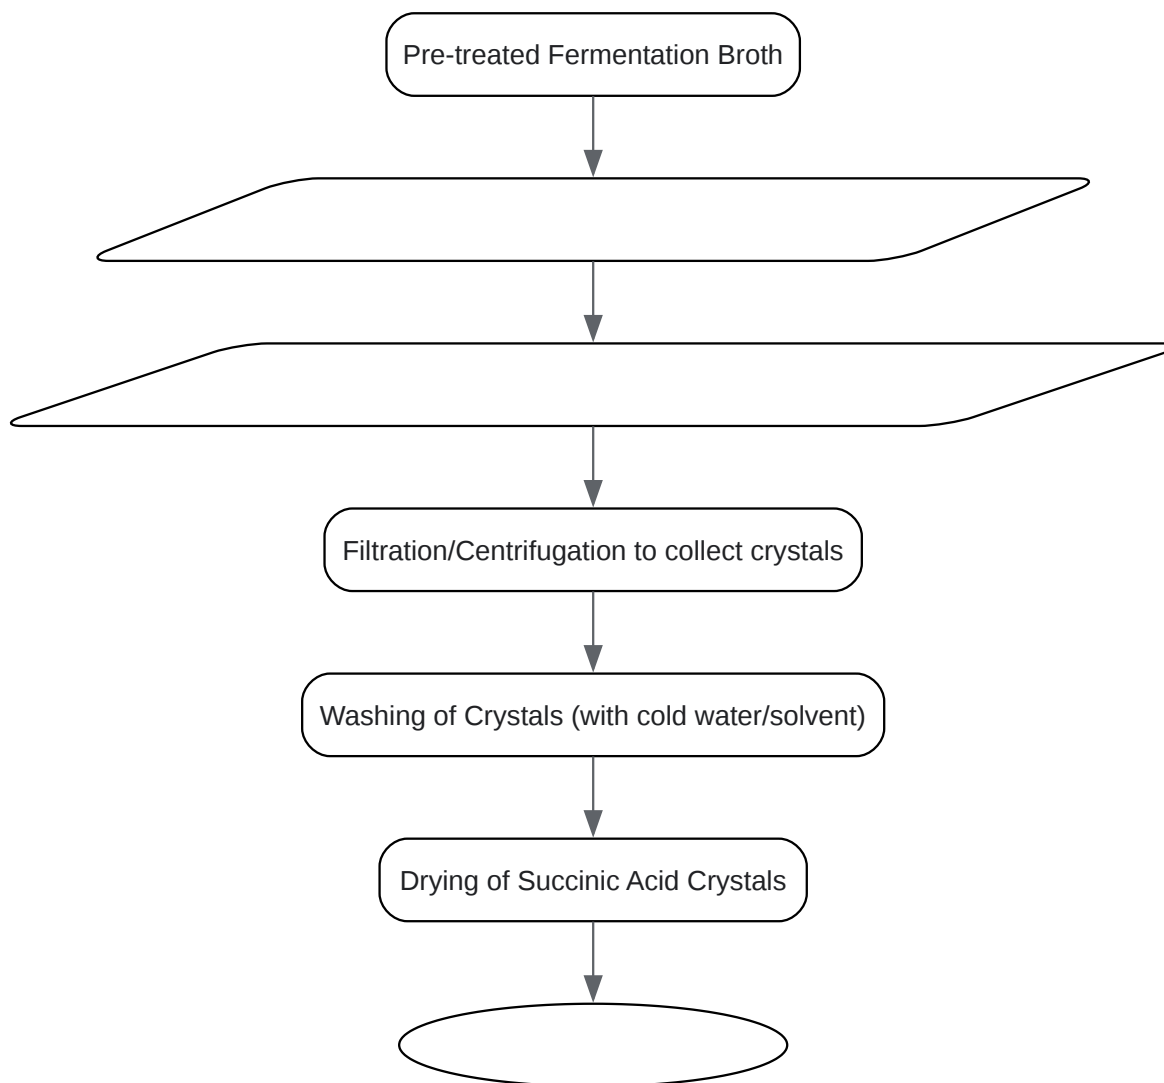 Pre-treated Fermentation Broth
Filtration/Centrifugation to collect crystals
Washing of Crystals (with cold water/solvent)
Drying of Succinic Acid Crystals